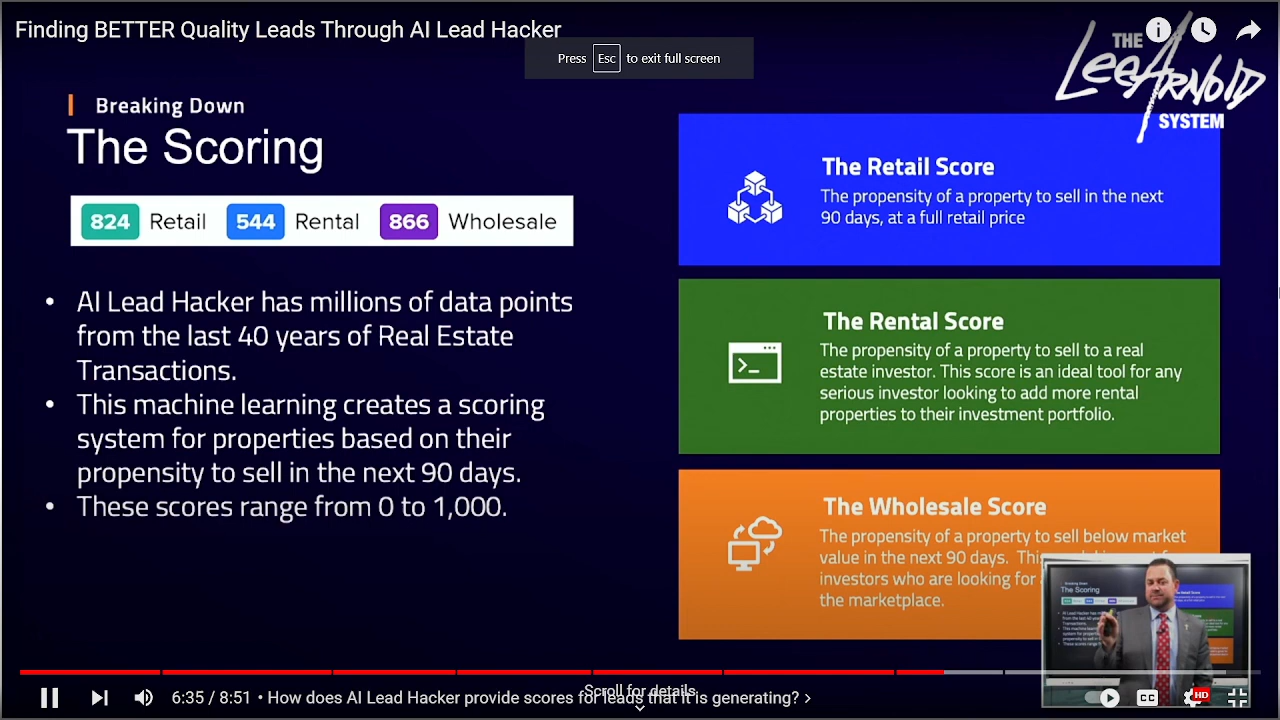 Finding BETTER Quality Leads Through AI Lead Hacker
Press Esc to exit full screen
THE
LeeARNOLD
SYSTEM
Breaking Down
The Scoring
824 Retail 544 Rental 866 Wholesale
• AI Lead Hacker has millions of data points
from the last 40 years of Real Estate
Transactions.
• This machine learning creates a scoring
system for properties based on their
propensity to sell in the next 90 days.
• These scores range from 0 to 1,000.
The Retail Score
The propensity of a property to sell in the next
90 days, at a full retail price
The Rental Score
The propensity of a property to sell to a real
estate investor. This score is an ideal tool for any
serious investor looking to add more rental
properties to their investment portfolio.
The Wholesale Score
The propensity of a property to sell below market
value in the next 90 days.
investors who are looking for
the marketplace.
Breaking Down
The Scoring
6:35 / 8:51 • How does AI Lead Hacker provide scores for leads that it is generating? ›
Scroll for details
CC
HD